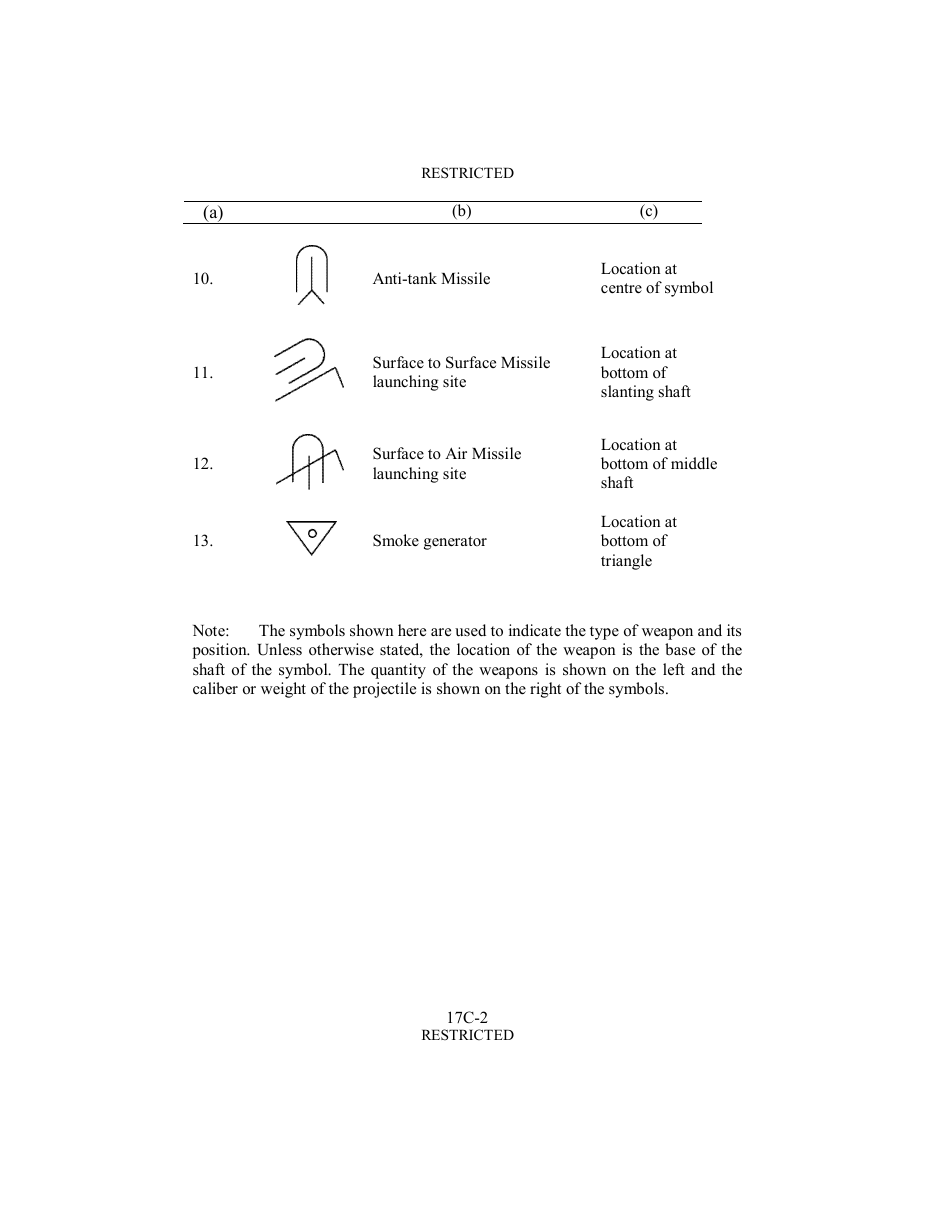 RESTRICTED
(a) (b) (c)
10. Anti-tank Missile Location at
centre of symbol
11. Surface to Surface Missile
launching site
Location at
bottom of
slanting shaft
12. Surface to Air Missile
launching site
Location at
bottom of middle
shaft
13. Smoke generator
Location at
bottom of
triangle
Note: The symbols shown here are used to indicate the type of weapon and its
position. Unless otherwise stated, the location of the weapon is the base of the
shaft of the symbol. The quantity of the weapons is shown on the left and the
caliber or weight of the projectile is shown on the right of the symbols.
17C-2
RESTRICTED